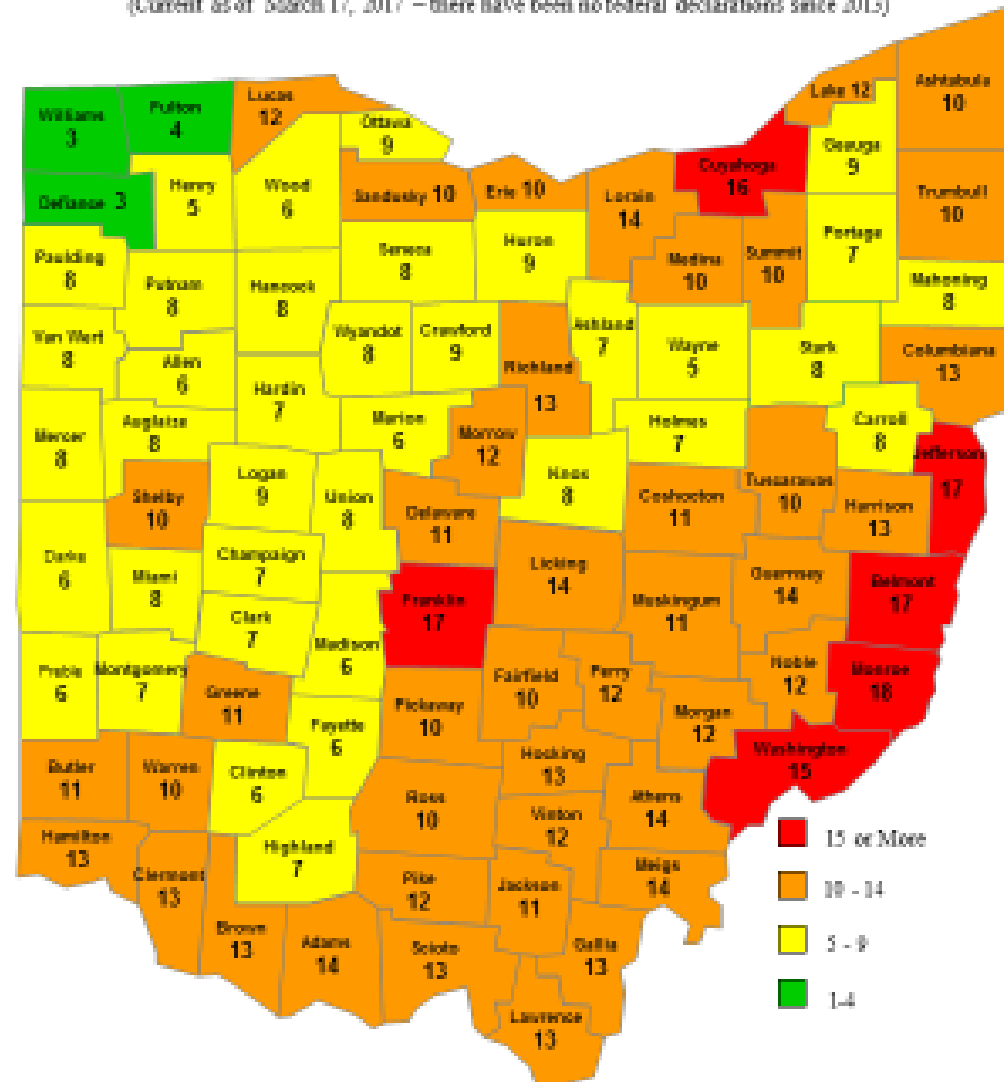 (Current as of March 17, 2017 – there have been no federal declarations since 2013)
Ashtabula
10
Lake 12
Lucas
12
Williams
3
Fulton
4
Ottawa
9
Geauga
9
Cuyahoga
16
Henry
5
Wood
6
Sandusky 10
Erie 10
Lorain
14
Trumbull
10
Defiance 3
Portage
7
Huron
9
Seneca
8
Medina
10
Summit
10
Paulding
8
Putnam
8
Hancock
8
Mahoning
8
Van Wert
8
Wyandot
8
Crawford
9
Ashland
7
Wayne
5
Stark
8
Columbiana
13
Allen
6
Richland
13
Hardin
7
Mercer
8
Auglaize
8
Marion
6
Morrow
12
Holmes
7
Carroll
8
Jefferson
17
Logan
9
Knox
8
Shelby
10
Union
8
Coshocton
11
Tuscarawas
10
Harrison
13
Delaware
11
Darke
6
Champaign
7
Miami
8
Licking
14
Guernsey
14
Belmont
17
Franklin
17
Muskingum
11
Clark
7
Madison
6
Preble
6
Montgomery
7
Greene
11
Fairfield
10
Perry
12
Noble
12
Monroe
18
Pickaway
10
Morgan
12
Fayette
6
Washington
15
Hocking
13
Butler
11
Warren
10
Clinton
6
Ross
10
Vinton
12
Athens
14
Hamilton
13
Highland
7
Clermont
13
Pike
12
Jackson
11
Meigs
14
Brown
13
Adams
14
Scioto
13
Gallia
13
Lawrence
13
15 or More
10 - 14
5 - 9
1-4